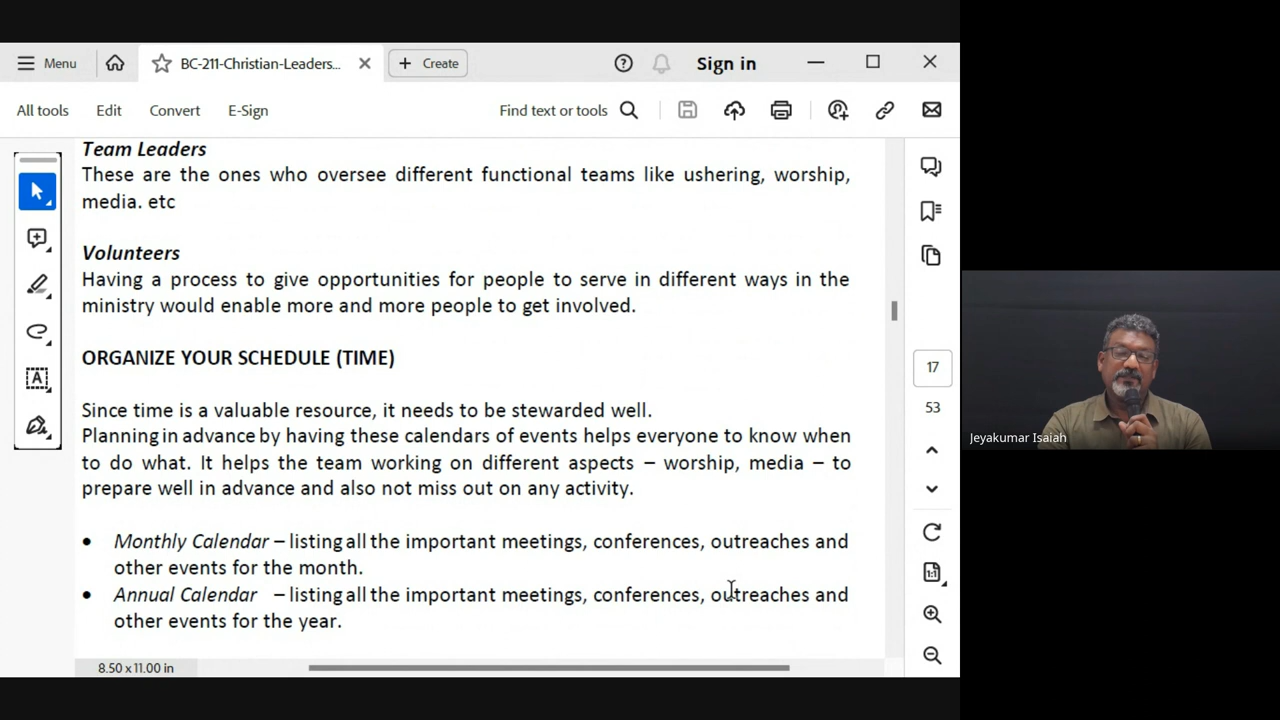 Menu
BC-211-Christian-Leaders...
Create
Sign in
All tools
Edit
Convert
E-Sign
Find text or tools
Team Leaders
These are the ones who oversee different functional teams like ushering, worship,
media. etc
Volunteers
Having a process to give opportunities for people to serve in different ways in the
ministry would enable more and more people to get involved.
ORGANIZE YOUR SCHEDULE (TIME)
Since time is a valuable resource, it needs to be stewarded well.
Planning in advance by having these calendars of events helps everyone to know when
to do what. It helps the team working on different aspects – worship, media – to
prepare well in advance and also not miss out on any activity.
• Monthly Calendar – listing all the important meetings, conferences, outreaches and
other events for the month.
• Annual Calendar – listing all the important meetings, conferences, outreaches and
other events for the year.
8.50 x 11.00 in
17
53
1:1
Jeyakumar Isaiah